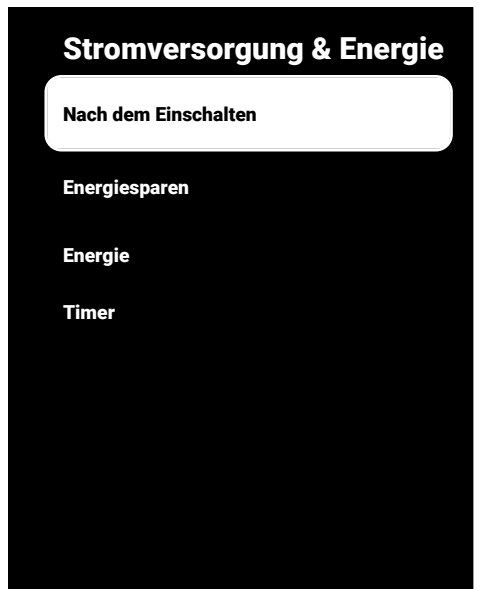 Stromversorgung & Energie
Nach dem Einschalten
Energiesparen
Energie
Timer